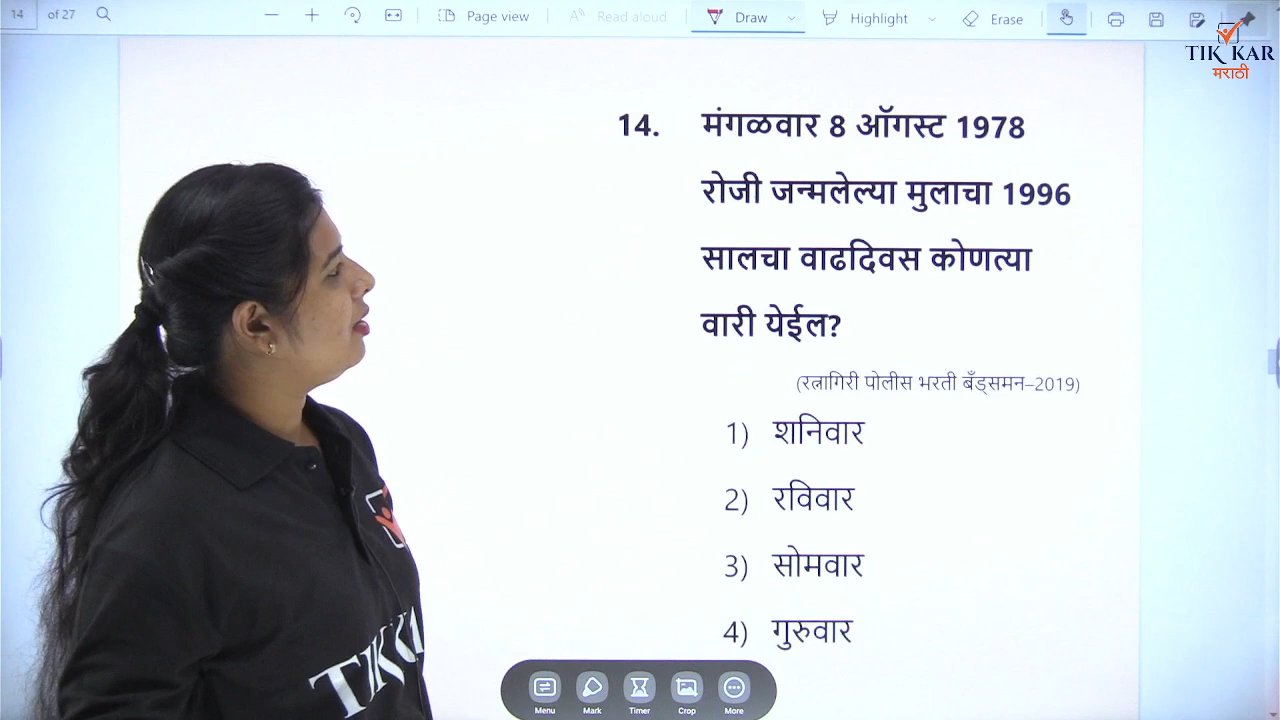 14 of 27 Page view Read aloud Draw Highlight Erase
TIK KAR
मराठी
14. मंगळवार 8 ऑगस्ट 1978
रोजी जन्मलेल्या मुलाचा 1996
सालचा वाढदिवस कोणत्या
वारी येईल?
(रत्नागिरी पोलीस भरती बँड्समन–2019)
1) शनिवार
2) रविवार
3) सोमवार
4) गुरुवार
Menu Mark Timer Crop More